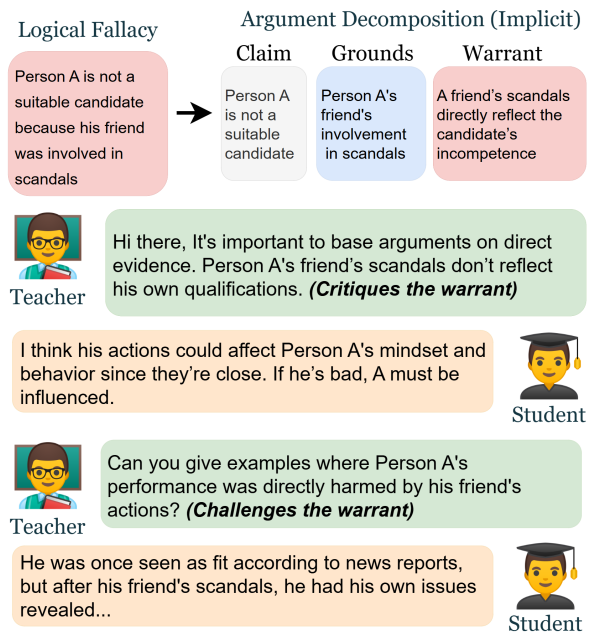 Logical Fallacy
Argument Decomposition (Implicit)
Claim
Grounds
Warrant
Person A is not a
suitable candidate
because his friend
was involved in
scandals
Person A
is not a
suitable
candidate
Person A's
friend's
involvement
in scandals
A friend’s scandals
directly reflect the
candidate’s
incompetence
Hi there, It's important to base arguments on direct
evidence. Person A's friend’s scandals don’t reflect
his own qualifications. (Critiques the warrant)
Teacher
I think his actions could affect Person A's mindset and
behavior since they’re close. If he’s bad, A must be
influenced.
Student
Can you give examples where Person A's
performance was directly harmed by his friend's
actions? (Challenges the warrant)
Teacher
He was once seen as fit according to news reports,
but after his friend's scandals, he had his own issues
revealed...
Student